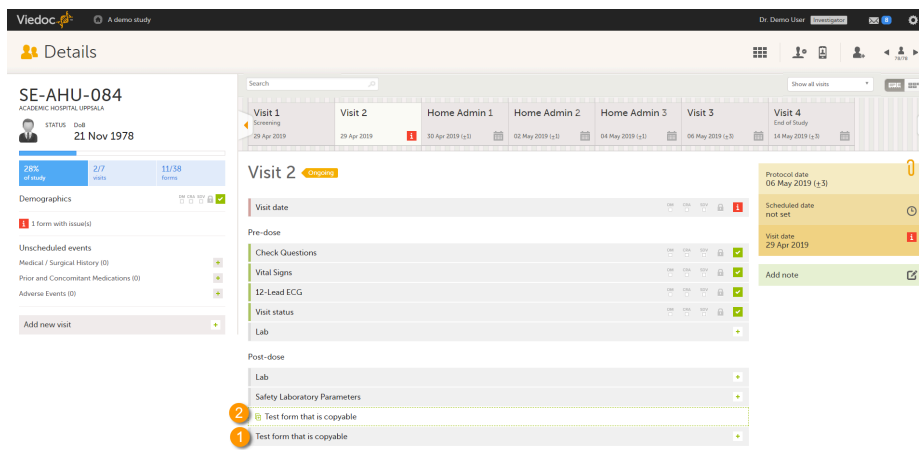 Viedoc
A demo study
Dr. Demo User
Investigator
8
Details
79/79
SE-AHU-084
ACADEMIC HOSPITAL UPPSALA
STATUS
DoB
21 Nov 1978
28%
of study
2/7
visits
11/38
forms
Demographics
1 form with issue(s)
Unscheduled events
Medical / Surgical History (0)
Prior and Concomitant Medications (0)
Adverse Events (0)
Add new visit
Search
Show all visits
Visit 1
Screening
29 Apr 2019
Visit 2
29 Apr 2019
Home Admin 1
30 Apr 2019 (±1)
Home Admin 2
02 May 2019 (±1)
Home Admin 3
04 May 2019 (±1)
Visit 3
06 May 2019 (±3)
Visit 4
End of Study
14 May 2019 (±3)
Visit 2
Ongoing
Visit date
Pre-dose
Check Questions
Vital Signs
12-Lead ECG
Visit status
Lab
Post-dose
Lab
Safety Laboratory Parameters
2
Test form that is copyable
1
Test form that is copyable
Protocol date
06 May 2019 (±3)
Scheduled date
not set
Visit date
29 Apr 2019
Add note